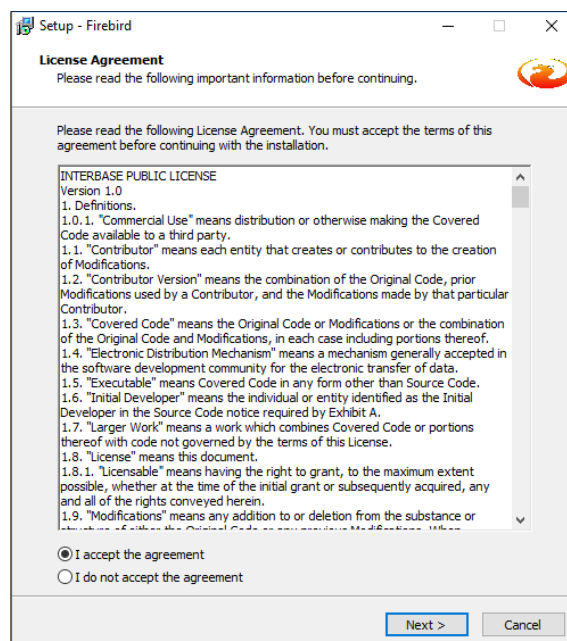 Setup - Firebird
License Agreement
Please read the following important information before continuing.
Please read the following License Agreement. You must accept the terms of this
agreement before continuing with the installation.
INTERBASE PUBLIC LICENSE
Version 1.0
1. Definitions.
1.0.1. "Commercial Use" means distribution or otherwise making the Covered
Code available to a third party.
1.1. "Contributor" means each entity that creates or contributes to the creation
of Modifications.
1.2. "Contributor Version" means the combination of the Original Code, prior
Modifications used by a Contributor, and the Modifications made by that particular
Contributor.
1.3. "Covered Code" means the Original Code or Modifications or the combination
of the Original Code and Modifications, in each case including portions thereof.
1.4. "Electronic Distribution Mechanism" means a mechanism generally accepted in
the software development community for the electronic transfer of data.
1.5. "Executable" means Covered Code in any form other than Source Code.
1.6. "Initial Developer" means the individual or entity identified as the Initial
Developer in the Source Code notice required by Exhibit A.
1.7. "Larger Work" means a work which combines Covered Code or portions
thereof with code not governed by the terms of this License.
1.8. "License" means this document.
1.8.1. "Licensable" means having the right to grant, to the maximum extent
possible, whether at the time of the initial grant or subsequently acquired, any
and all of the rights conveyed herein.
1.9. "Modifications" means any addition to or deletion from the substance or
structure of either the Original Code or any previous Modifications. When
I accept the agreement
I do not accept the agreement
Next >
Cancel